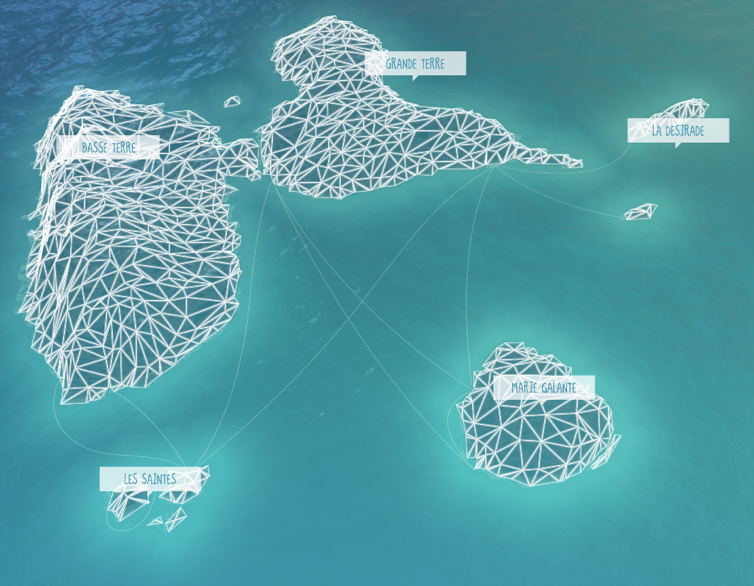 GRANDE TERRE
LA DESIRADE
BASSE TERRE
MARIE GALANTE
LES SAINTES